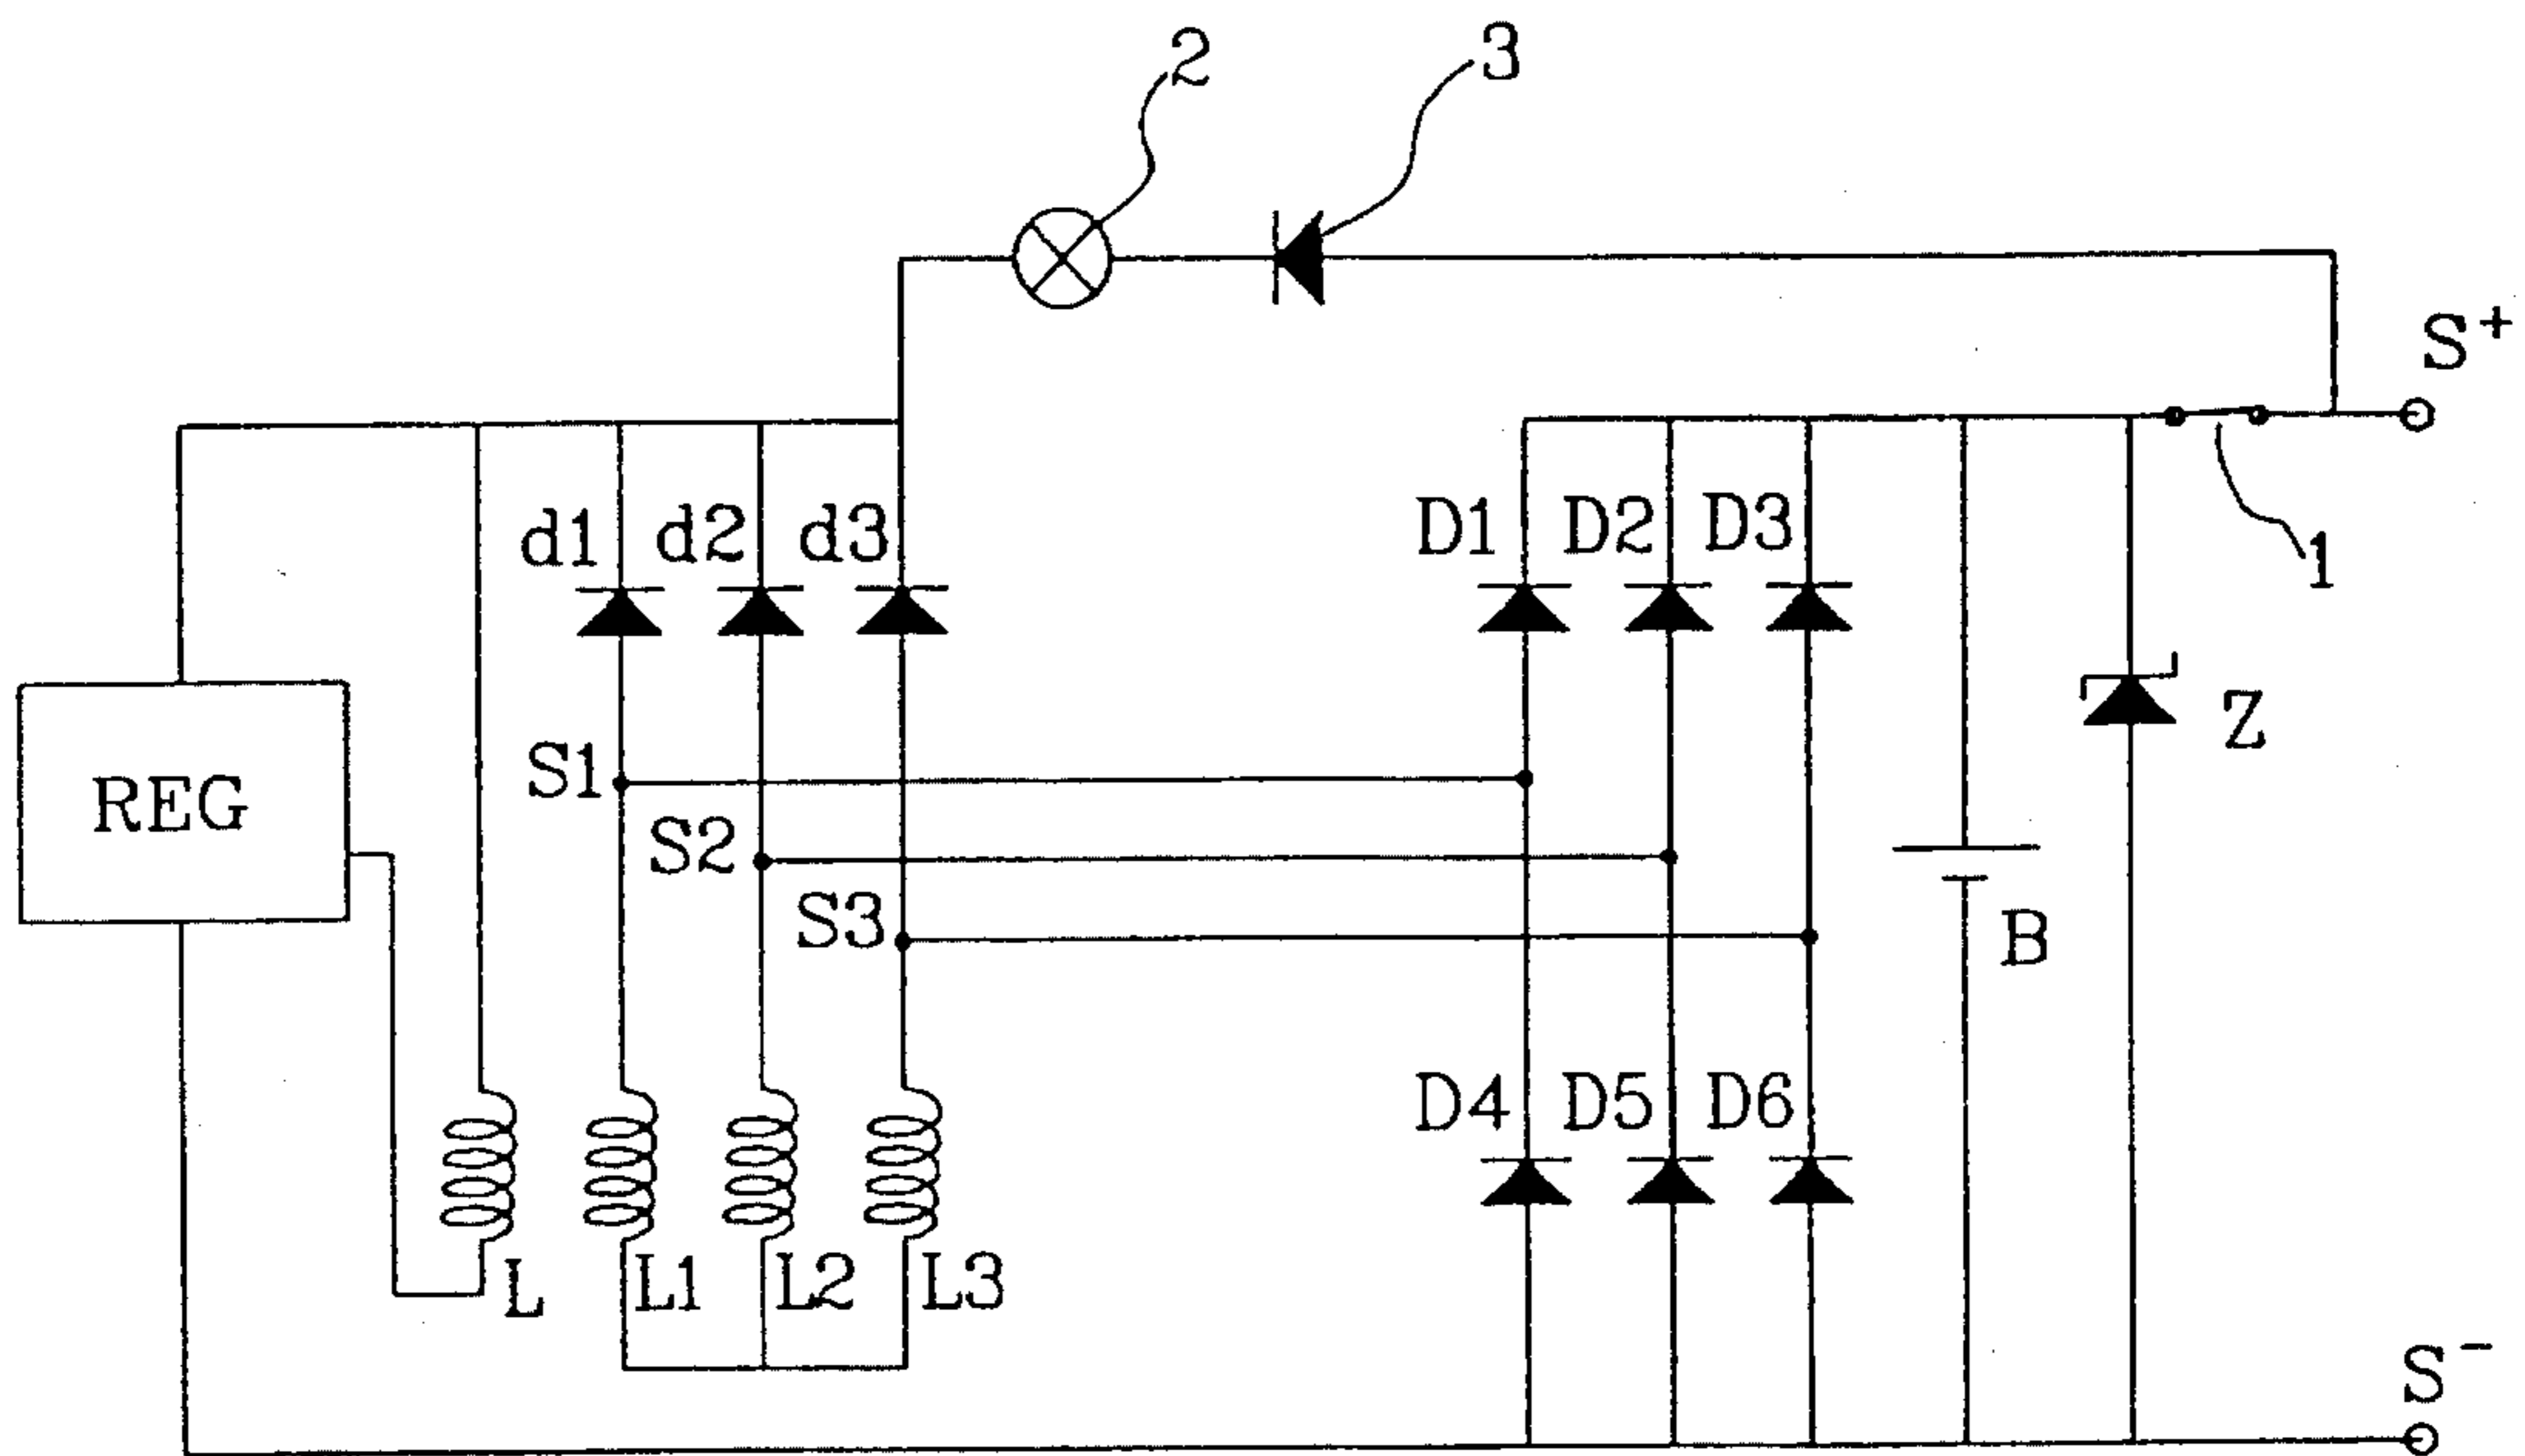 2
3
S+
d1 d2 d3
D1 D2 D3
1
S1
Z
REG
S2
S3
B
D4 D5 D6
L L1 L2 L3
S-